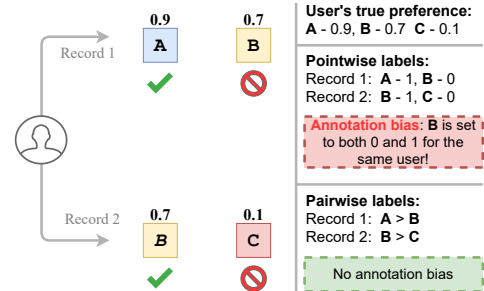 0.9 0.7
Record 1 A B
0.7 0.1
Record 2 B C
User's true preference:
A - 0.9, B - 0.7 C - 0.1
Pointwise labels:
Record 1: A - 1, B - 0
Record 2: B - 1, C - 0
Annotation bias: B is set
to both 0 and 1 for the
same user!
Pairwise labels:
Record 1: A > B
Record 2: B > C
No annotation bias